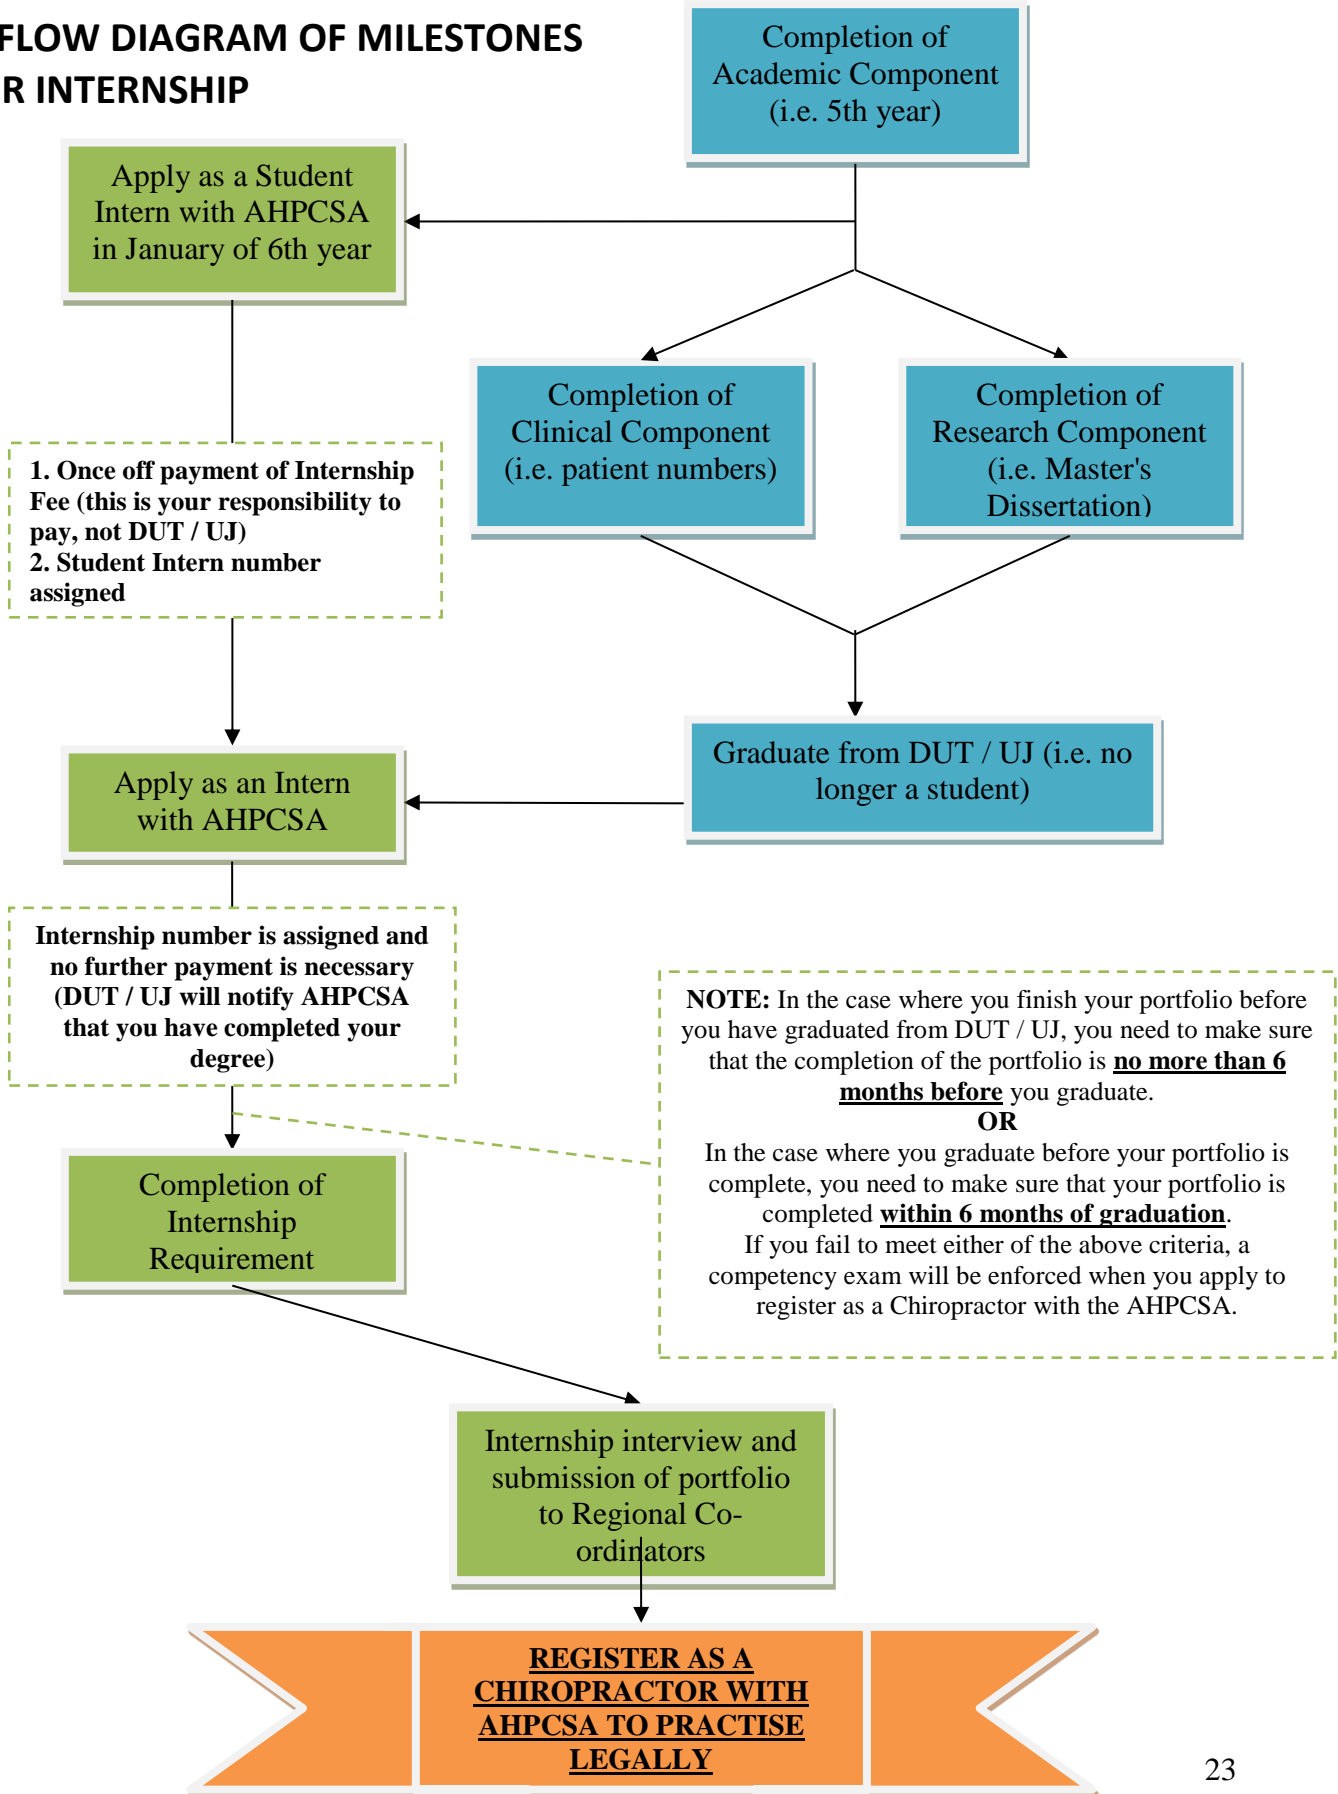 FLOW DIAGRAM OF MILESTONES
R INTERNSHIP
Completion of
Academic Component
(i.e. 5th year)
Apply as a Student
Intern with AHPCSA
in January of 6th year
Completion of
Clinical Component
(i.e. patient numbers)
Completion of
Research Component
(i.e. Master's
Dissertation)
1. Once off payment of Internship
Fee (this is your responsibility to
pay, not DUT / UJ)
2. Student Intern number
assigned
Graduate from DUT / UJ (i.e. no
longer a student)
Apply as an Intern
with AHPCSA
Internship number is assigned and
no further payment is necessary
(DUT / UJ will notify AHPCSA
that you have completed your
degree)
NOTE: In the case where you finish your portfolio before
you have graduated from DUT / UJ, you need to make sure
that the completion of the portfolio is no more than 6
months before you graduate.
OR
In the case where you graduate before your portfolio is
complete, you need to make sure that your portfolio is
completed within 6 months of graduation.
If you fail to meet either of the above criteria, a
competency exam will be enforced when you apply to
register as a Chiropractor with the AHPCSA.
Completion of
Internship
Requirement
Internship interview and
submission of portfolio
to Regional Co-
ordinators
REGISTER AS A
CHIROPRACTOR WITH
AHPCSA TO PRACTISE
LEGALLY
23